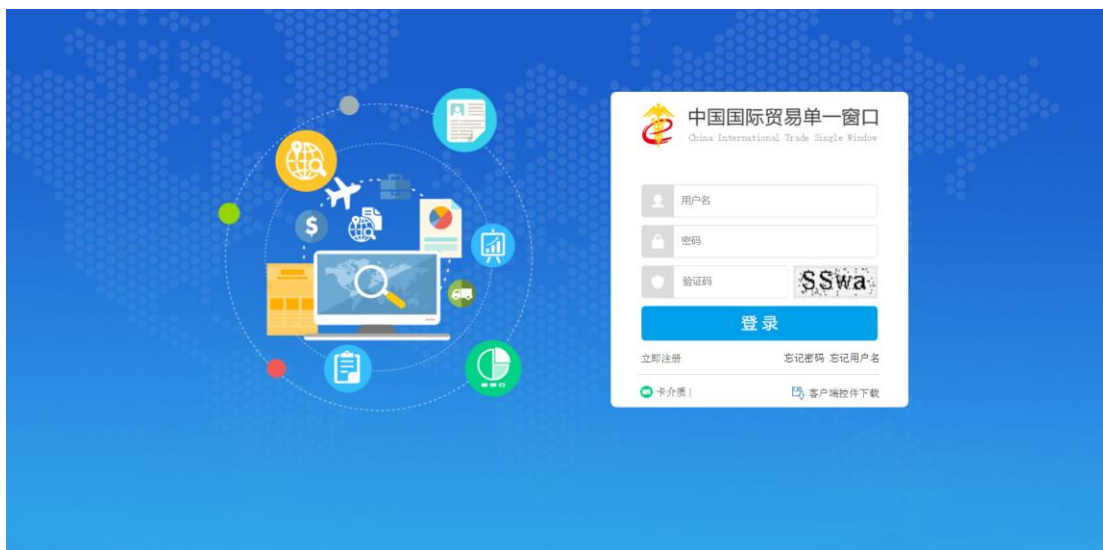 中国国际贸易单一窗口
China International Trade Single Window
用户名
密码
验证码 SSwa
登录
立即注册 忘记密码 忘记用户名
卡介质| 客户端控件下载